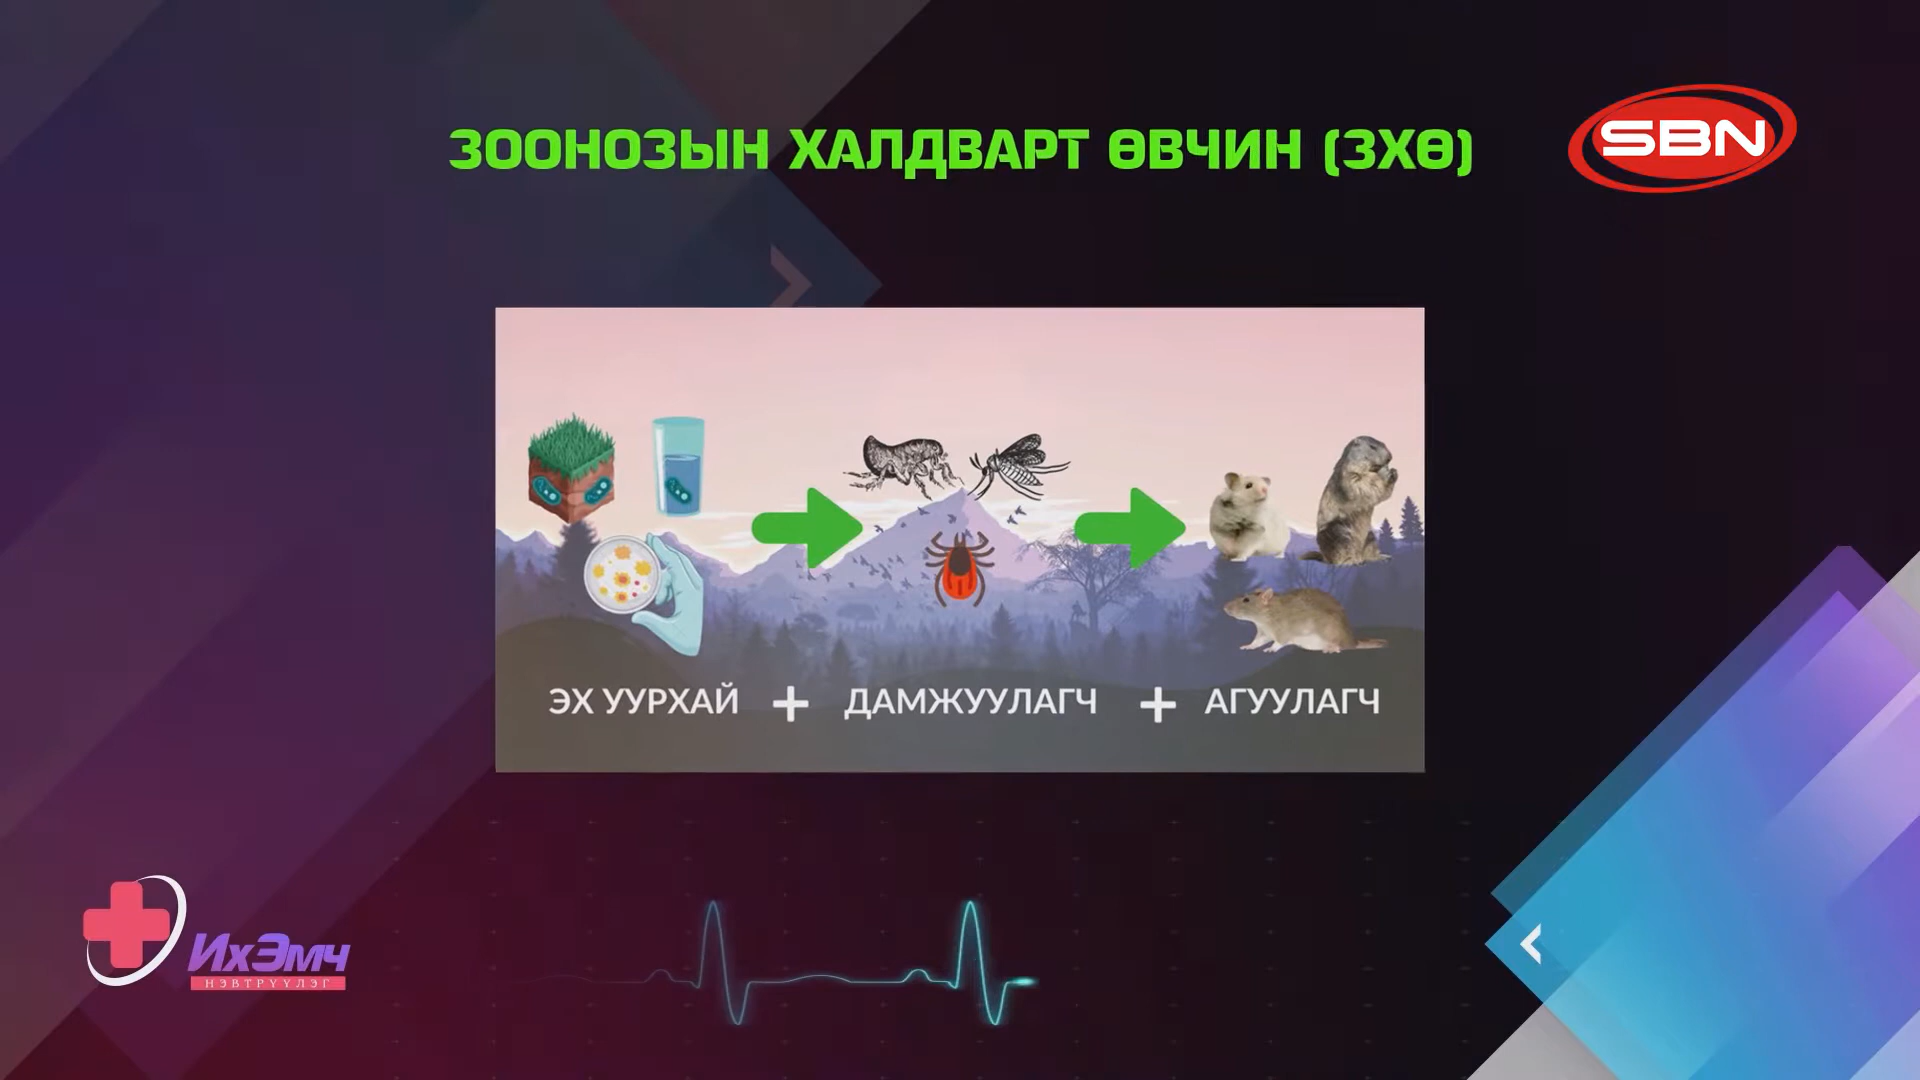 ЗООНОЗЫН ХАЛДВАРТ ӨВЧИН (ЗХӨ)
SBN
ЭХ УУРХАЙ + ДАМЖУУЛАГЧ + АГУУЛАГЧ
ИхЭмч
НЭВТРҮҮЛЭГ